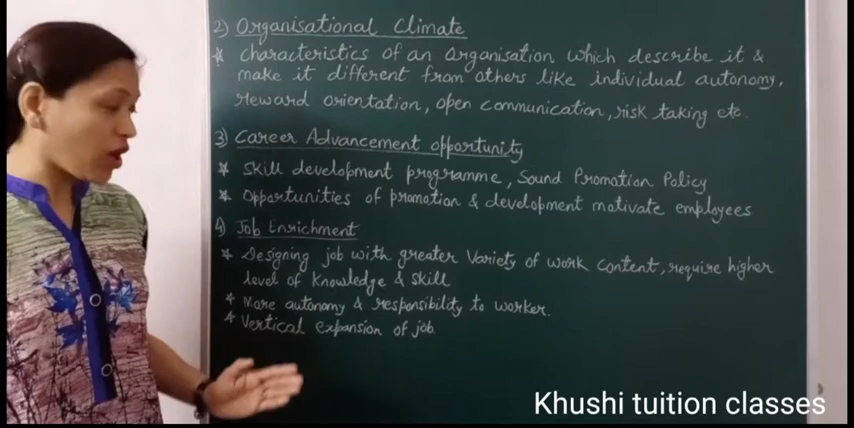 2) Organisational Climate
* Characteristics of an Organisation which describe it &
make it different from others like individual autonomy,
reward orientation, open communication, risk taking etc.
3) Career Advancement opportunity
* Skill development programme, Sound Promotion Policy
* Opportunities of promotion & development motivate employees
4) Job Enrichment
* Designing job with greater Variety of work content, require higher
level of Knowledge & Skill
* More autonomy & responsibility to worker.
* Vertical expansion of job.
Khushi tuition classes